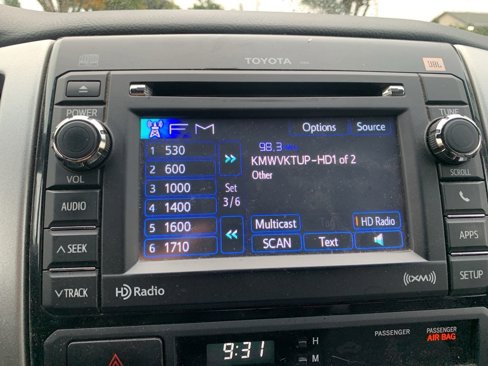 TOYOTA
JBL
POWER
VOL
TUNE
SCROLL
AUDIO
SEEK
TRACK
APPS
SETUP
FM
Options
Source
98.3
KMWVKTUP-HD1 of 2
Other
1 530
2 600
3 1000
4 1400
5 1600
6 1710
Set
3/6
Multicast
HD Radio
SCAN
Text
HD Radio
((XM))
PASSENGER
PASSENGER
AIR BAG
9:31
H
M